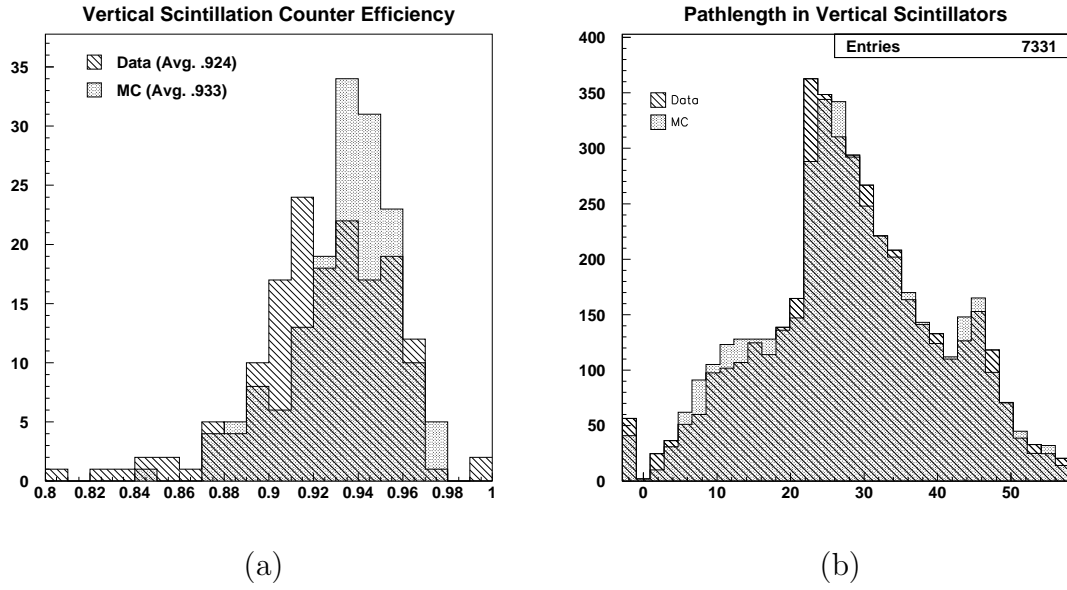 Vertical Scintillation Counter Efficiency
Data (Avg. .924)
MC (Avg. .933)
35
30
25
20
15
10
5
0
0.8 0.82 0.84 0.86 0.88 0.9 0.92 0.94 0.96 0.98 1
(a)
Pathlength in Vertical Scintillators
Entries 7331
Data
MC
400
350
300
250
200
150
100
50
0
0 10 20 30 40 50
(b)